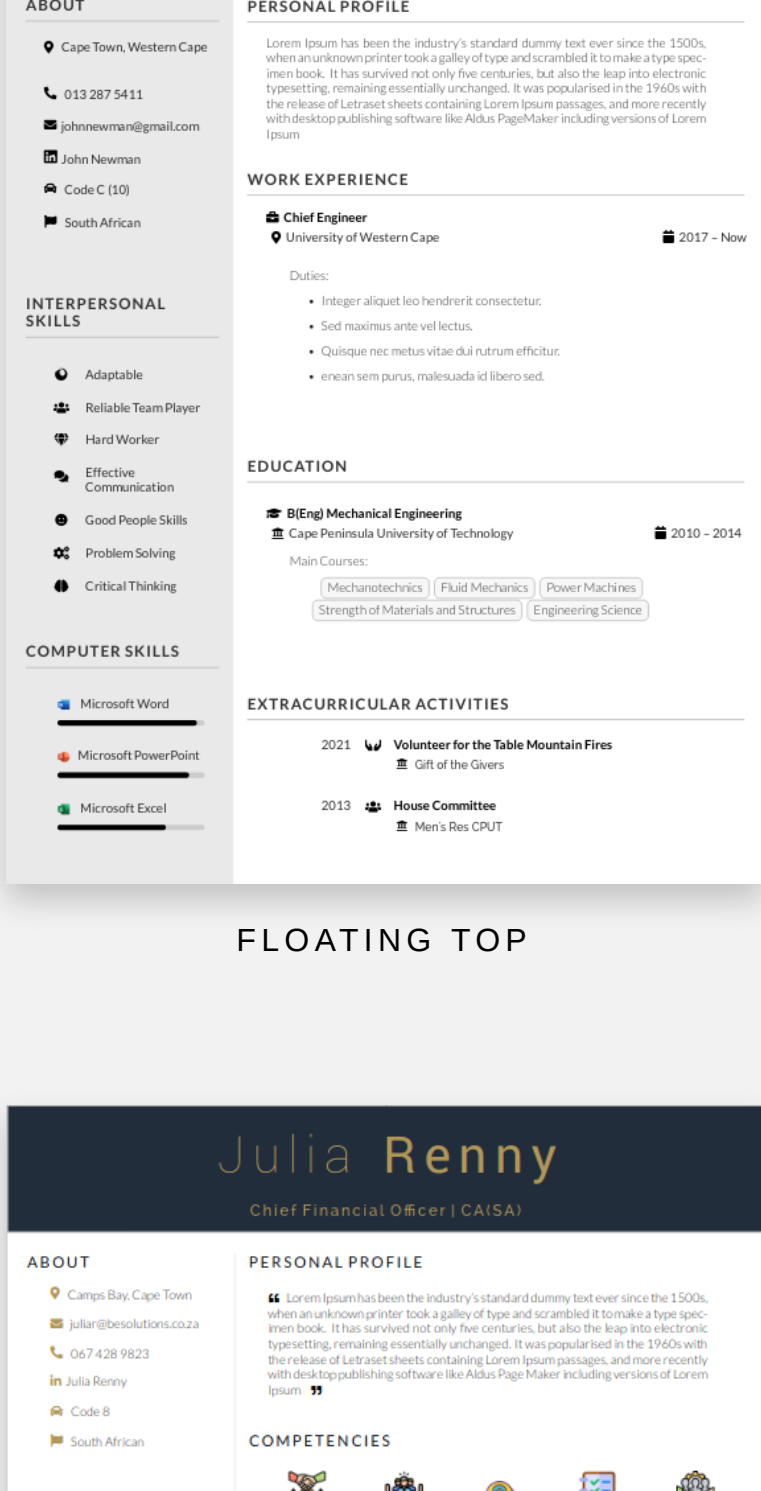 ABOUT
Cape Town, Western Cape
013 287 5411
johnnewman@gmail.com
John Newman
Code C (10)
South African
INTERPERSONAL
SKILLS
Adaptable
Reliable Team Player
Hard Worker
Effective
Communication
Good People Skills
Problem Solving
Critical Thinking
COMPUTER SKILLS
Microsoft Word
Microsoft PowerPoint
Microsoft Excel
PERSONAL PROFILE
Lorem Ipsum has been the industry's standard dummy text ever since the 1500s,
when an unknown printer took a galley of type and scrambled it to make a type spec-
imen book. It has survived not only five centuries, but also the leap into electronic
typesetting, remaining essentially unchanged. It was popularised in the 1960s with
the release of Letraset sheets containing Lorem Ipsum passages, and more recently
with desktop publishing software like Aldus PageMaker including versions of Lorem
Ipsum
WORK EXPERIENCE
Chief Engineer
University of Western Cape 2017 – Now
Duties:
• Integer aliquet leo hendrerit consectetur.
• Sed maximus ante vel lectus.
• Quisque nec metus vitae dui rutrum efficitur.
• enean sem purus, malesuada id libero sed.
EDUCATION
B(Eng) Mechanical Engineering
Cape Peninsula University of Technology 2010 – 2014
Main Courses:
Mechanotechnics Fluid Mechanics Power Machines
Strength of Materials and Structures Engineering Science
EXTRACURRICULAR ACTIVITIES
2021 Volunteer for the Table Mountain Fires
Gift of the Givers
2013 House Committee
Men's Res CPUT
FLOATING TOP
Julia Renny
Chief Financial Officer | CA(SA)
ABOUT
Camps Bay, Cape Town
juliar@besolutions.co.za
067 428 9823
in Julia Renny
Code 8
South African
PERSONAL PROFILE
❝ Lorem Ipsum has been the industry's standard dummy text ever since the 1500s,
when an unknown printer took a galley of type and scrambled it to make a type spec-
imen book. It has survived not only five centuries, but also the leap into electronic
typesetting, remaining essentially unchanged. It was popularised in the 1960s with
the release of Letraset sheets containing Lorem Ipsum passages, and more recently
with desktop publishing software like Aldus Page Maker including versions of Lorem
Ipsum ❞
COMPETENCIES